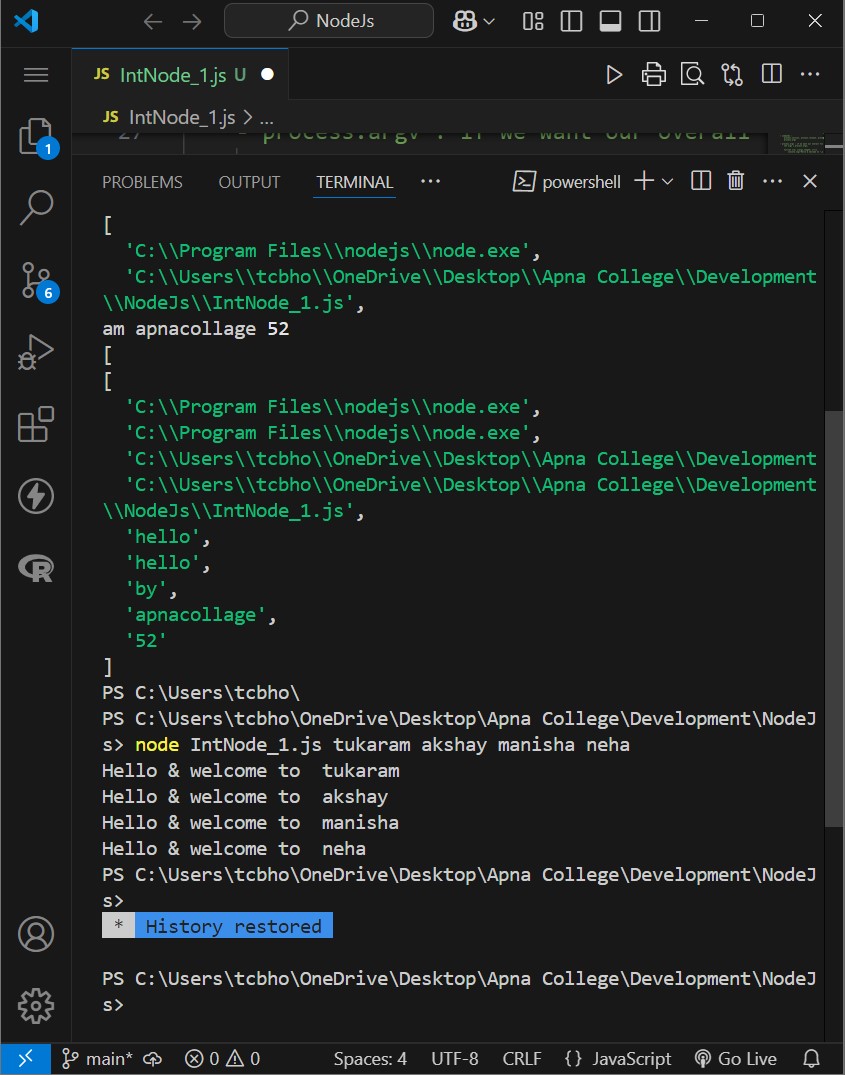 NodeJs
JS IntNode_1.js U
JS IntNode_1.js > ...
27 process.argv : if we want our overall
PROBLEMS OUTPUT TERMINAL ... powershell
[
'C:\\Program Files\\nodejs\\node.exe',
'C:\\Users\\tcbho\\OneDrive\\Desktop\\Apna College\\Development
\\NodeJs\\IntNode_1.js',
am apnacollage 52
[
[
'C:\\Program Files\\nodejs\\node.exe',
'C:\\Program Files\\nodejs\\node.exe',
'C:\\Users\\tcbho\\OneDrive\\Desktop\\Apna College\\Development
'C:\\Users\\tcbho\\OneDrive\\Desktop\\Apna College\\Development
\\NodeJs\\IntNode_1.js',
'hello',
'hello',
'by',
'apnacollage',
'52'
]
PS C:\Users\tcbho\
PS C:\Users\tcbho\OneDrive\Desktop\Apna College\Development\NodeJ
s> node IntNode_1.js tukaram akshay manisha neha
Hello & welcome to  tukaram
Hello & welcome to  akshay
Hello & welcome to  manisha
Hello & welcome to  neha
PS C:\Users\tcbho\OneDrive\Desktop\Apna College\Development\NodeJ
s>
* History restored
PS C:\Users\tcbho\OneDrive\Desktop\Apna College\Development\NodeJ
s>
1
6
R
main* 0 0 Spaces: 4 UTF-8 CRLF {} JavaScript Go Live